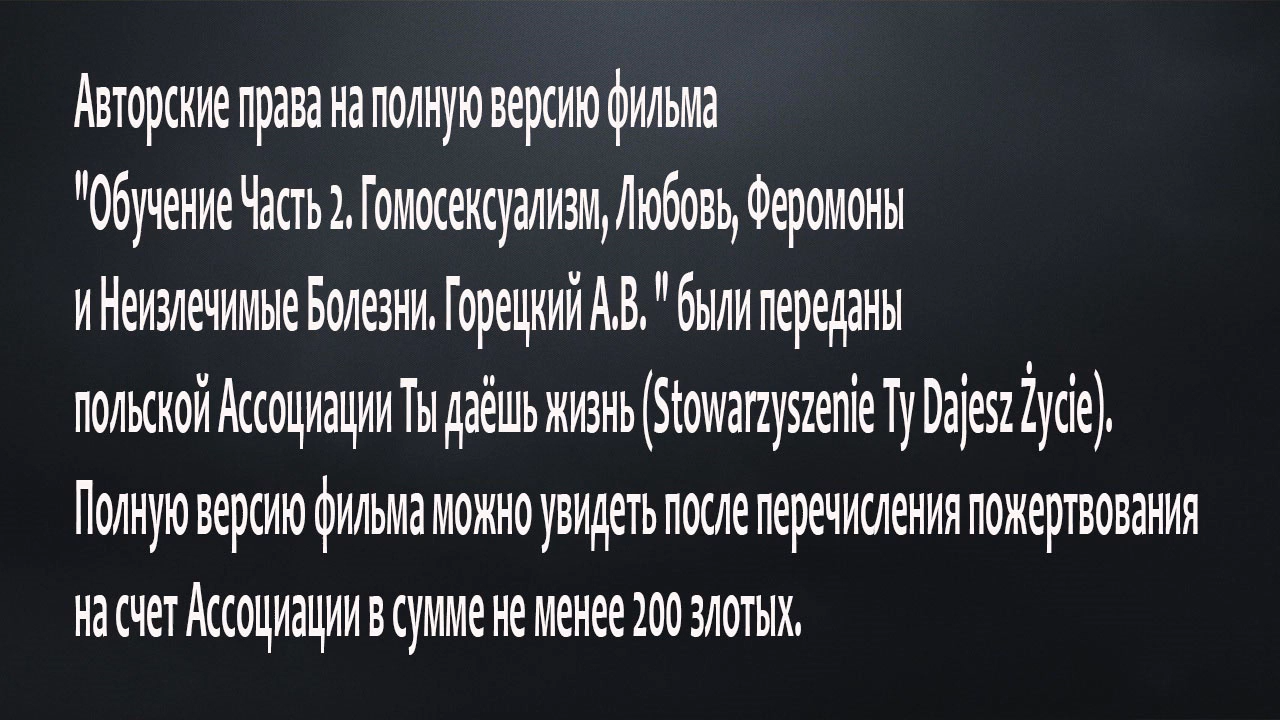 Авторские права на полную версию фильма
"Обучение Часть 2. Гомосексуализм, Любовь, Феромоны
и Неизлечимые Болезни. Горецкий А.В. " были переданы
польской Ассоциации Ты даёшь жизнь (Stowarzyszenie Ty Dajesz Życie).
Полную версию фильма можно увидеть после перечисления пожертвования
на счет Ассоциации в сумме не менее 200 злотых.